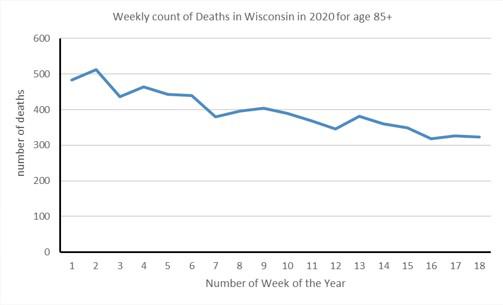 Weekly count of Deaths in Wisconsin in 2020 for age 85+
600
500
400
300
200
100
0
number of deaths
1 2 3 4 5 6 7 8 9 10 11 12 13 14 15 16 17 18
Number of Week of the Year